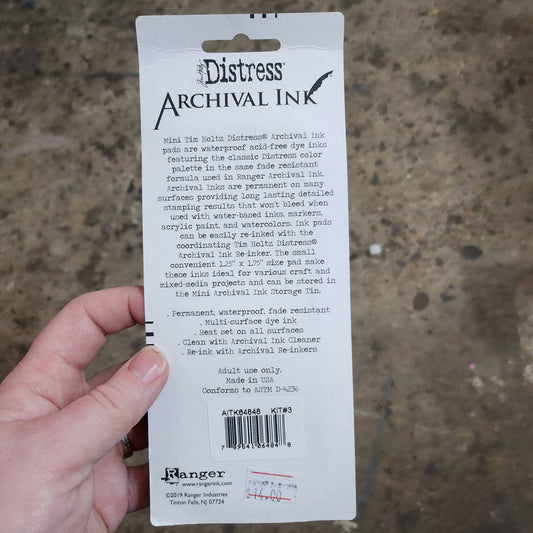 Tim Holtz
Distress®
ARCHIVAL INK
Mini Tim Holtz Distress® Archival Ink
pads are waterproof acid-free dye inks
featuring the classic Distress color
palette in the same fade resistant
formula used in Ranger Archival Ink.
Archival Inks are permanent on many
surfaces providing long lasting detailed
stamping results that won't bleed when
used with water-based inks, markers,
acrylic paint, and watercolors. Ink pads
can be easily re-inked with the
coordinating Tim Holtz Distress®
Archival Ink Re-inker. The small
convenient 1.25" x 1.75" size pad make
these inks ideal for various craft and
mixed-media projects and can be stored in
the Mini Archival Ink Storage Tin.
. Permanent, waterproof, fade resistant
. Multi-surface dye ink
. Heat set on all surfaces
. Clean with Archival Ink Cleaner
. Re-ink with Archival Re-inkers
Adult use only.
Made in USA
Conforms to ASTM D-4236
AITK64848 KIT#3
7 89541 06484 8
Ranger
www.rangerink.com
©2019 Ranger Industries
Tinton Falls, NJ 07724
$14.00